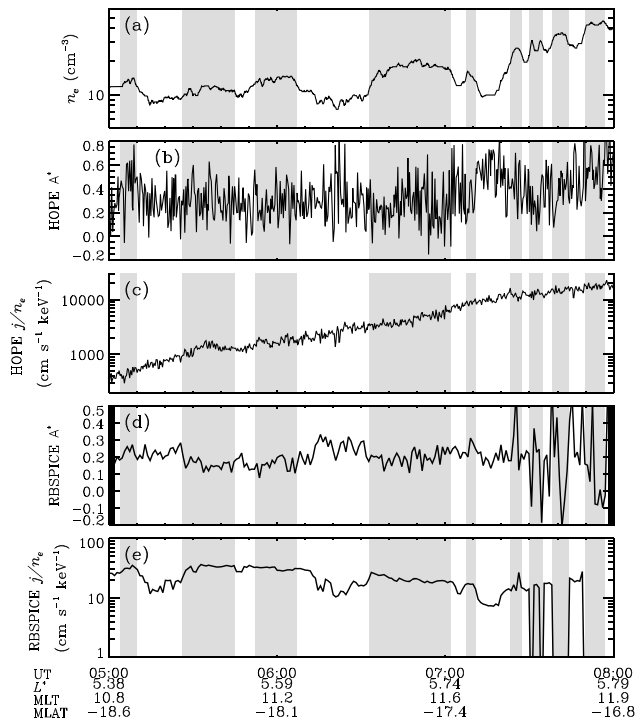 (a)
nₑ (cm⁻³)
10
(b)
HOPE A*
0.8
0.6
0.4
0.2
0.0
−0.2
(c)
HOPE j/nₑ
(cm s⁻¹ keV⁻¹)
10000
1000
(d)
RBSPICE A*
0.5
0.4
0.3
0.2
0.1
0.0
−0.1
−0.2
(e)
RBSPICE j/nₑ
(cm s⁻¹ keV⁻¹)
100
10
1
UT 05:00 06:00 07:00 08:00
L* 5.38 5.59 5.74 5.79
MLT 10.8 11.2 11.6 11.9
MLAT −18.6 −18.1 −17.4 −16.8